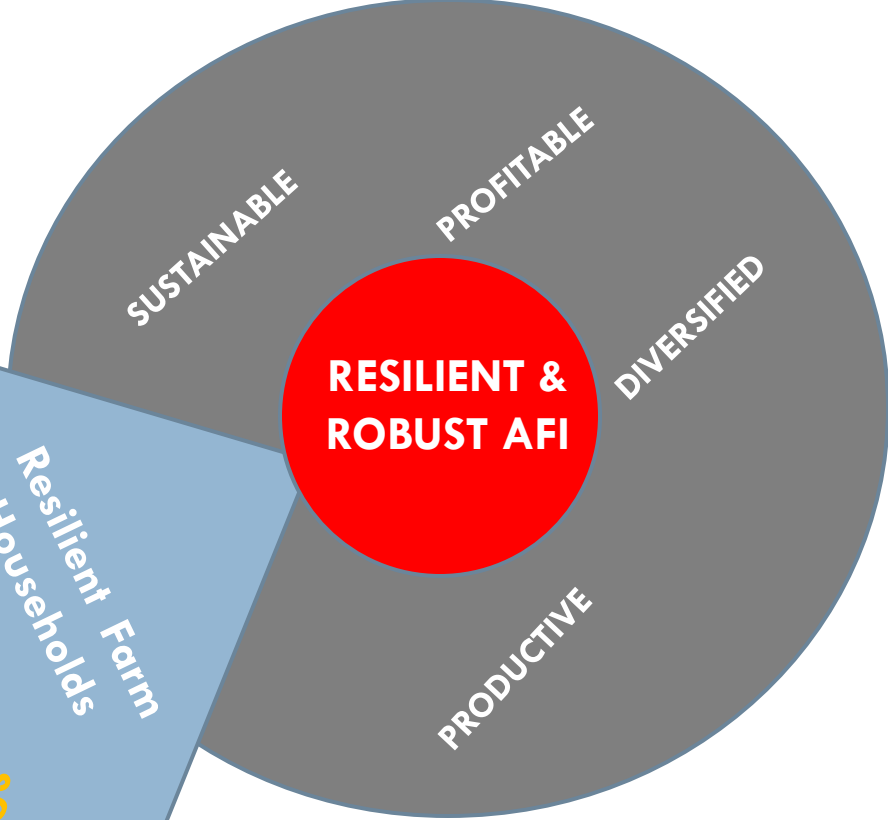 SUSTAINABLE
PROFITABLE
DIVERSIFIED
RESILIENT &
ROBUST AFI
PRODUCTIVE
Resilient Farm
Households